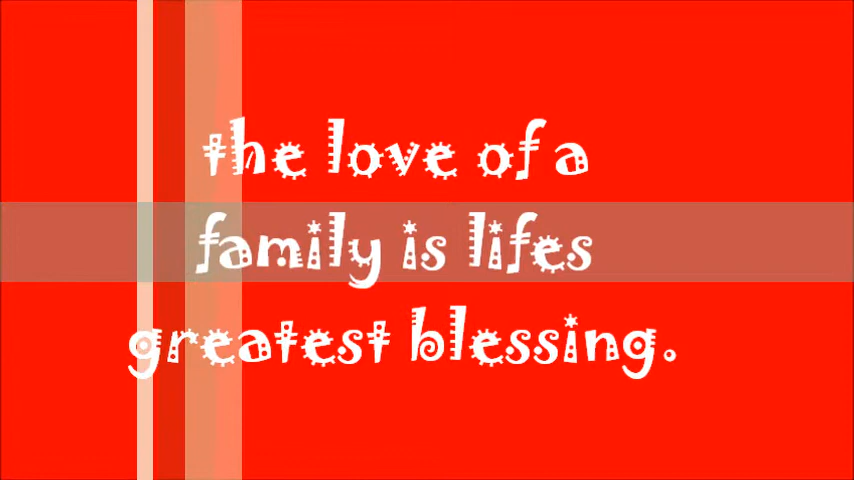 the love of a
family is lifes
greatest blessing.